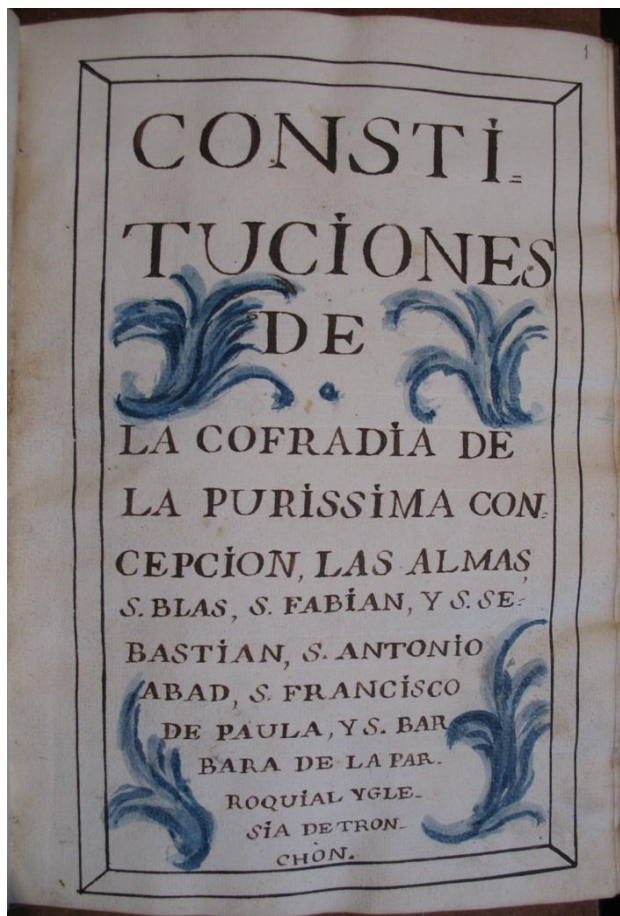 1
CONSTi=
TUCiONES
DE
LA COFRADiA DE
LA PURiSSiMA CON-
CEPCiON, LAS ALMAS,
S. BLAS, S. FABiAN, Y S. SE-
BASTiAN, S. ANTONiO
ABAD, S. FRANCiSCO
DE PAULA, Y S. BAR
BARA DE LA PAR-
ROQUiAL YGLE-
SiA DE TRON-
CHÒN.